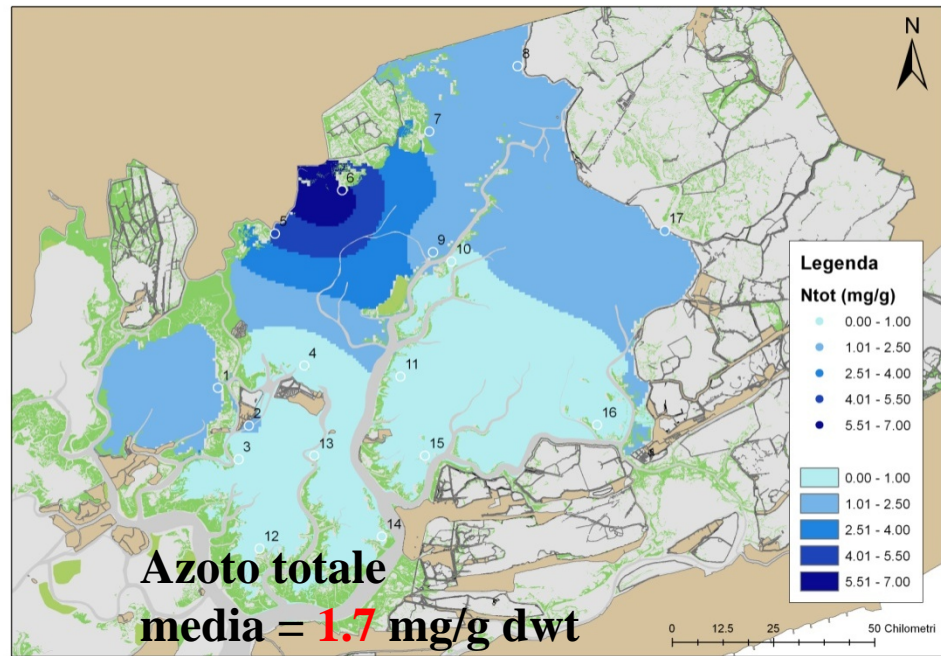 N
8
7
6
5
17
9
10
4
11
1
2
16
3
13
15
14
12
Legenda
Ntot (mg/g)
0.00 - 1.00
1.01 - 2.50
2.51 - 4.00
4.01 - 5.50
5.51 - 7.00
0.00 - 1.00
1.01 - 2.50
2.51 - 4.00
4.01 - 5.50
5.51 - 7.00
Azoto totale
media = 1.7 mg/g dwt
0 12.5 25 50 Chilometri